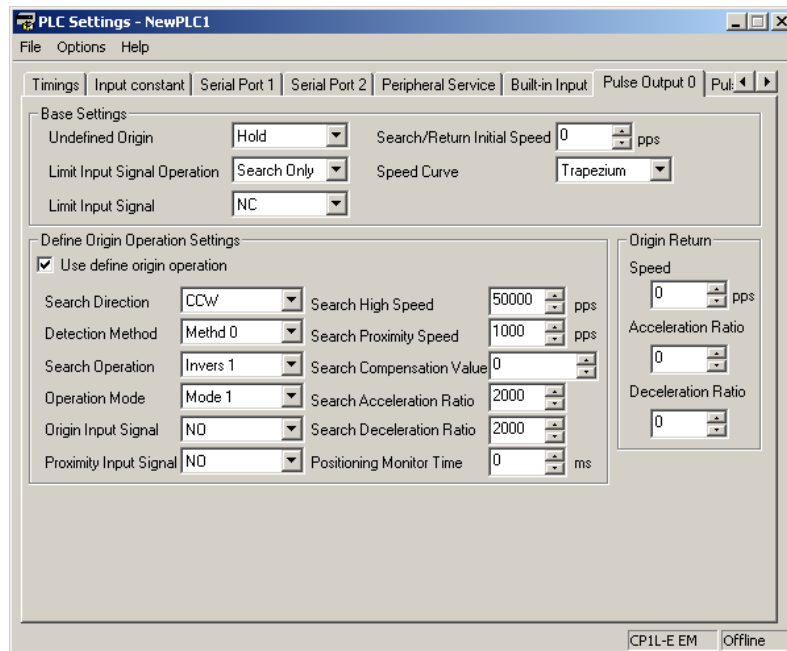 PLC Settings - NewPLC1
File Options Help
Timings Input constant Serial Port 1 Serial Port 2 Peripheral Service Built-in Input Pulse Output 0 Pul
Base Settings
Undefined Origin Hold Search/Return Initial Speed 0 pps
Limit Input Signal Operation Search Only Speed Curve Trapezium
Limit Input Signal NC
Define Origin Operation Settings
Use define origin operation
Search Direction CCW Search High Speed 50000 pps
Detection Method Methd 0 Search Proximity Speed 1000 pps
Search Operation Invers 1 Search Compensation Value 0
Operation Mode Mode 1 Search Acceleration Ratio 2000
Origin Input Signal NO Search Deceleration Ratio 2000
Proximity Input Signal NO Positioning Monitor Time 0 ms
Origin Return
Speed
0 pps
Acceleration Ratio
0
Deceleration Ratio
0
CP1L-E EM Offline